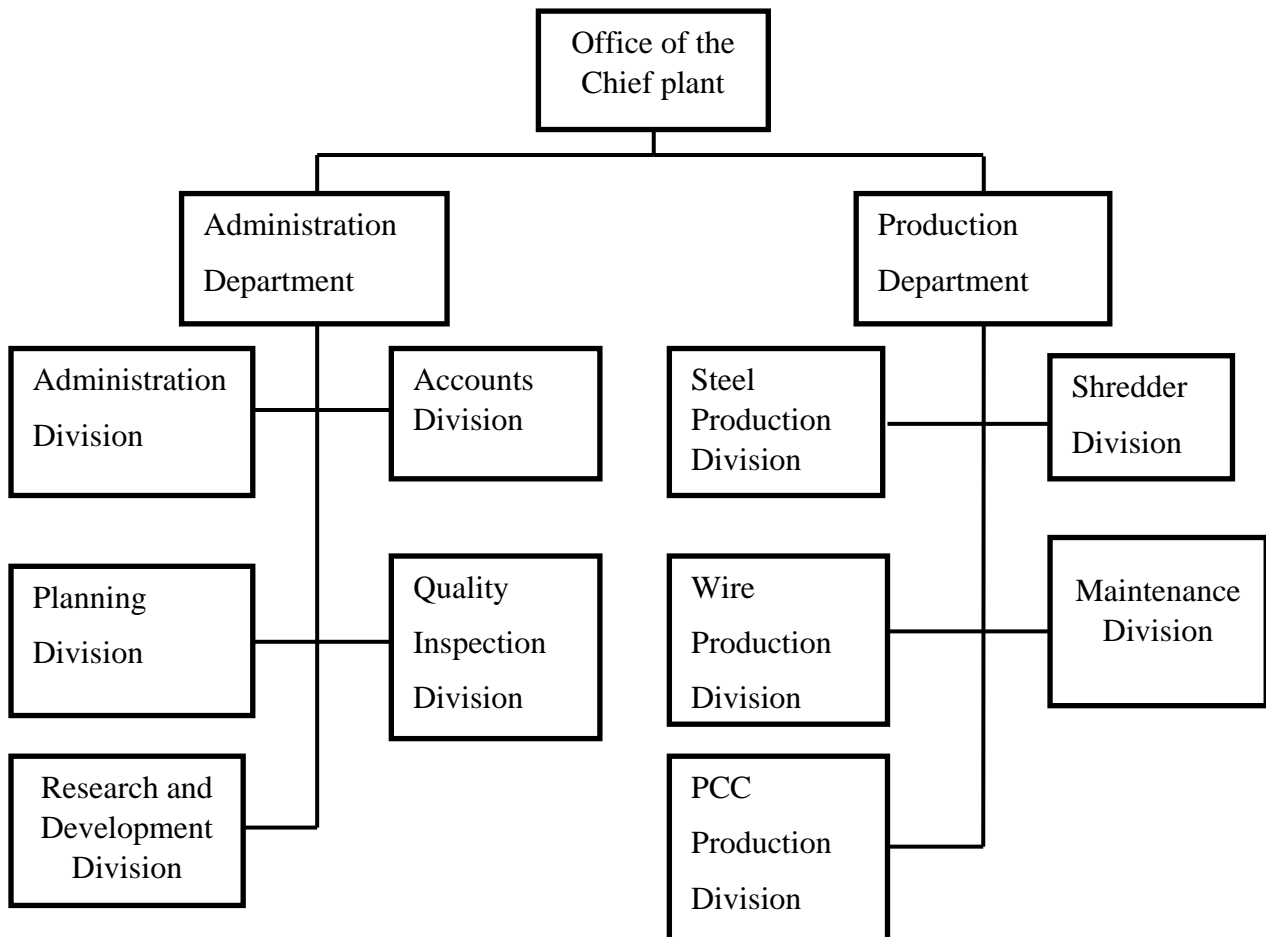 Office of the
Chief plant
Administration
Department
Production
Department
Administration
Division
Accounts
Division
Steel
Production
Division
Shredder
Division
Planning
Division
Quality
Inspection
Division
Wire
Production
Division
Maintenance
Division
Research and
Development
Division
PCC
Production
Division